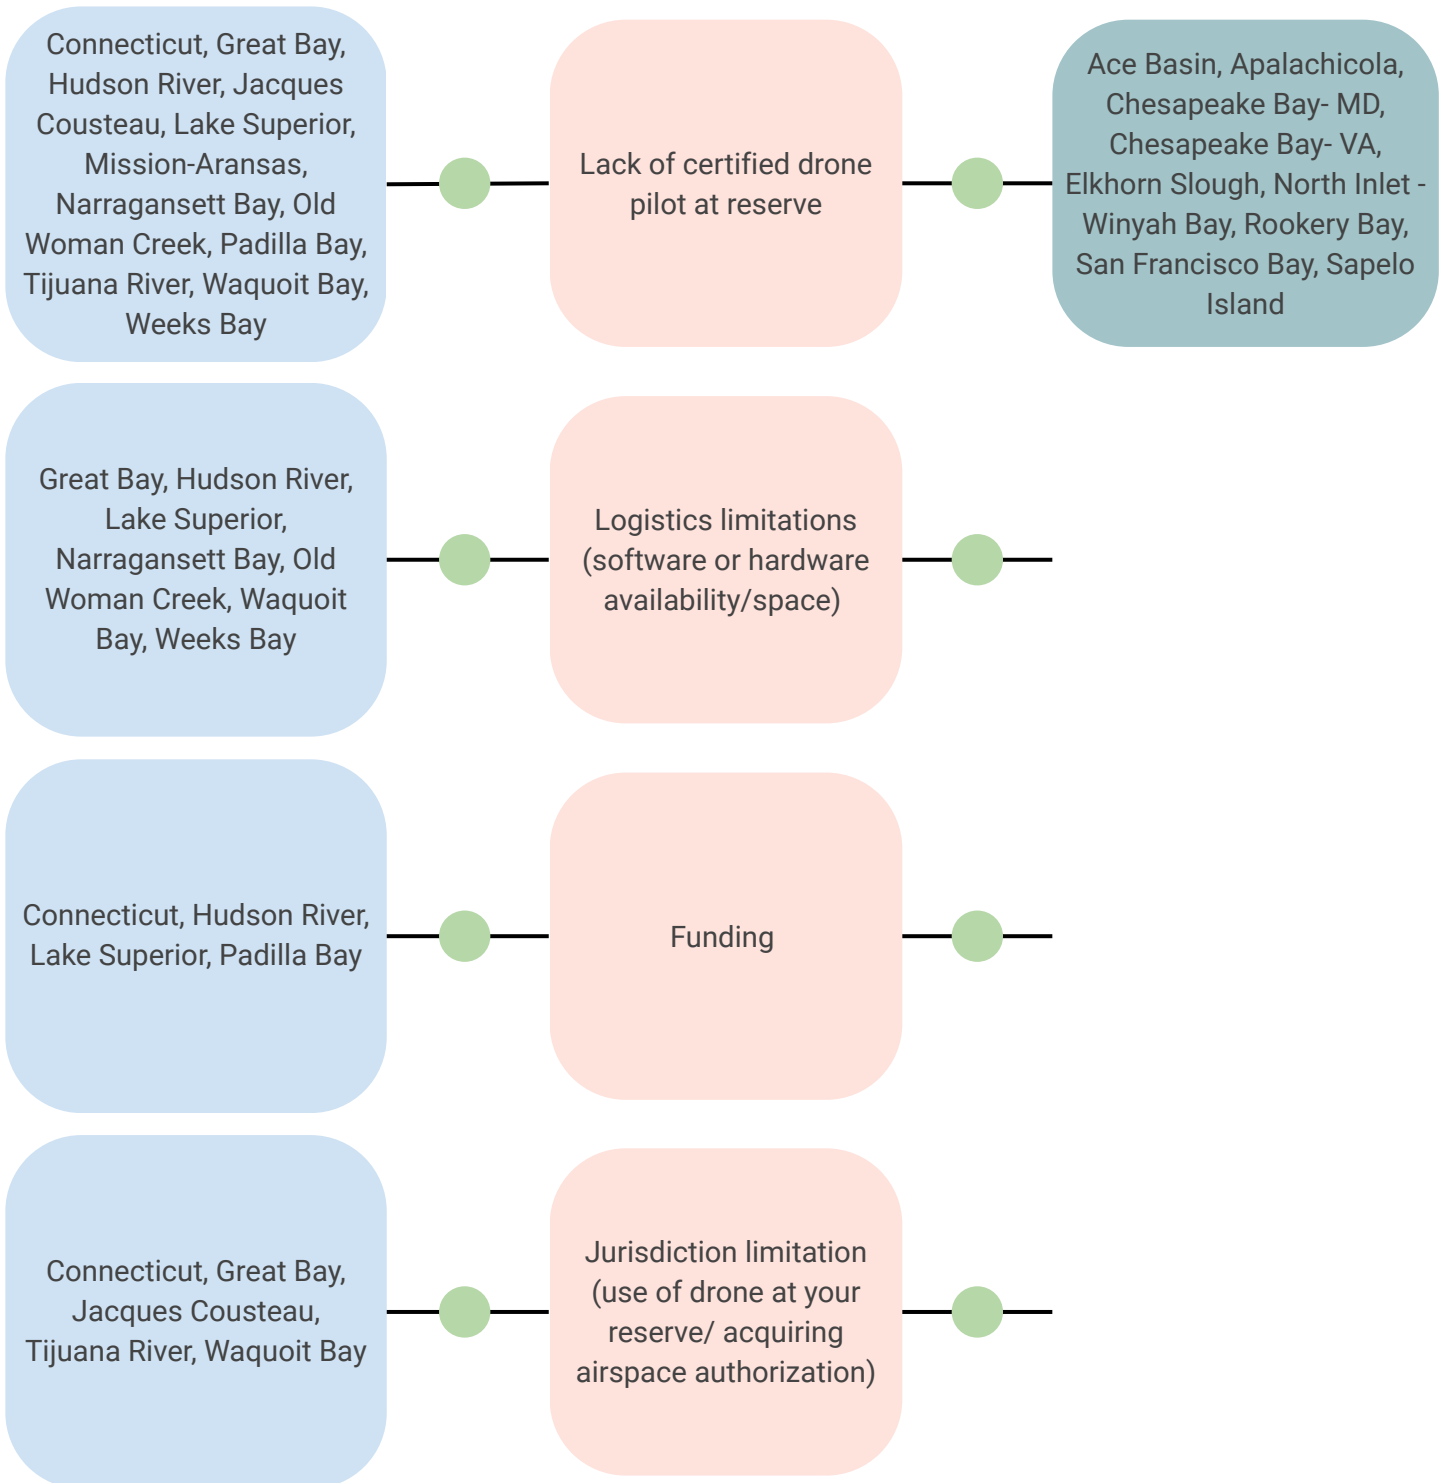 Connecticut, Great Bay,
Hudson River, Jacques
Cousteau, Lake Superior,
Mission-Aransas,
Narragansett Bay, Old
Woman Creek, Padilla Bay,
Tijuana River, Waquoit Bay,
Weeks Bay
Lack of certified drone
pilot at reserve
Ace Basin, Apalachicola,
Chesapeake Bay- MD,
Chesapeake Bay- VA,
Elkhorn Slough, North Inlet -
Winyah Bay, Rookery Bay,
San Francisco Bay, Sapelo
Island
Great Bay, Hudson River,
Lake Superior,
Narragansett Bay, Old
Woman Creek, Waquoit
Bay, Weeks Bay
Logistics limitations
(software or hardware
availability/space)
Connecticut, Hudson River,
Lake Superior, Padilla Bay
Funding
Connecticut, Great Bay,
Jacques Cousteau,
Tijuana River, Waquoit Bay
Jurisdiction limitation
(use of drone at your
reserve/ acquiring
airspace authorization)